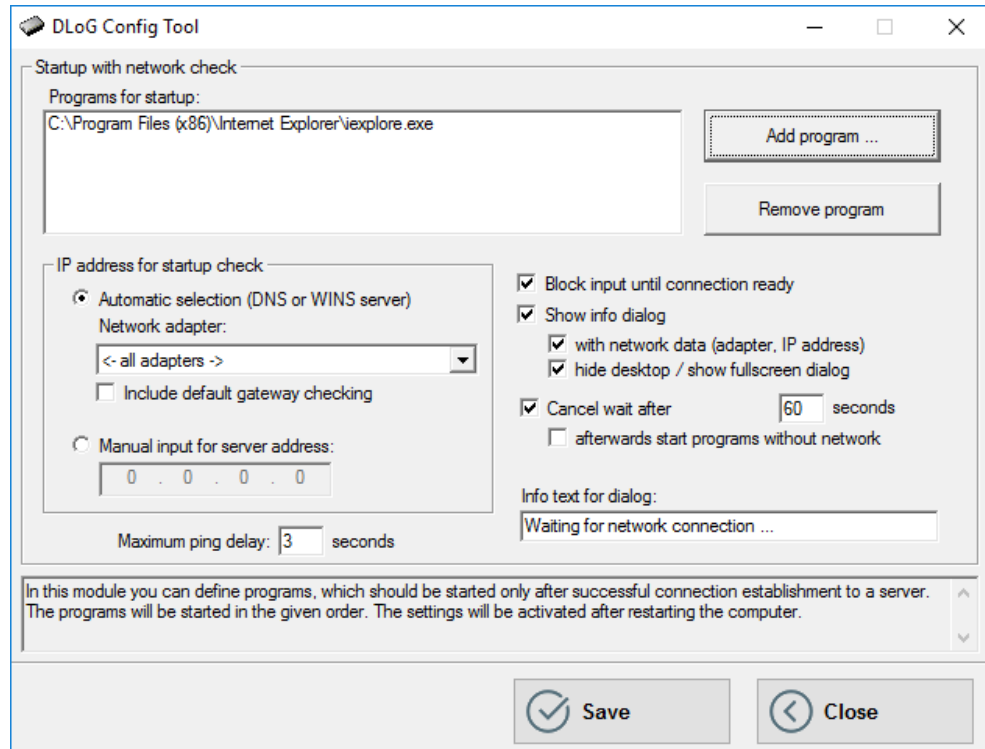 DLoG Config Tool
Startup with network check
Programs for startup:
C:\Program Files (x86)\Internet Explorer\iexplore.exe
Add program ...
Remove program
IP address for startup check
Automatic selection (DNS or WINS server)
Network adapter:
<- all adapters ->
Include default gateway checking
Manual input for server address:
0 . 0 . 0 . 0
Maximum ping delay: 3 seconds
Block input until connection ready
Show info dialog
with network data (adapter, IP address)
hide desktop / show fullscreen dialog
Cancel wait after 60 seconds
afterwards start programs without network
Info text for dialog:
Waiting for network connection ...
In this module you can define programs, which should be started only after successful connection establishment to a server.
The programs will be started in the given order. The settings will be activated after restarting the computer.
Save
Close